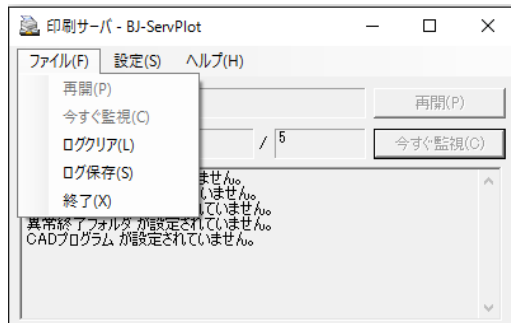 印刷サーバ - BJ-ServPlot
ファイル(F) 設定(S) ヘルプ(H)
再開(P)
今すぐ監視(C)
ログクリア(L)
ログ保存(S)
終了(X)
再開(P)
/ 5
今すぐ監視(C)
ません。
いません。
れていません。
異常終了フォルダ が設定されていません。
CADプログラム が設定されていません。